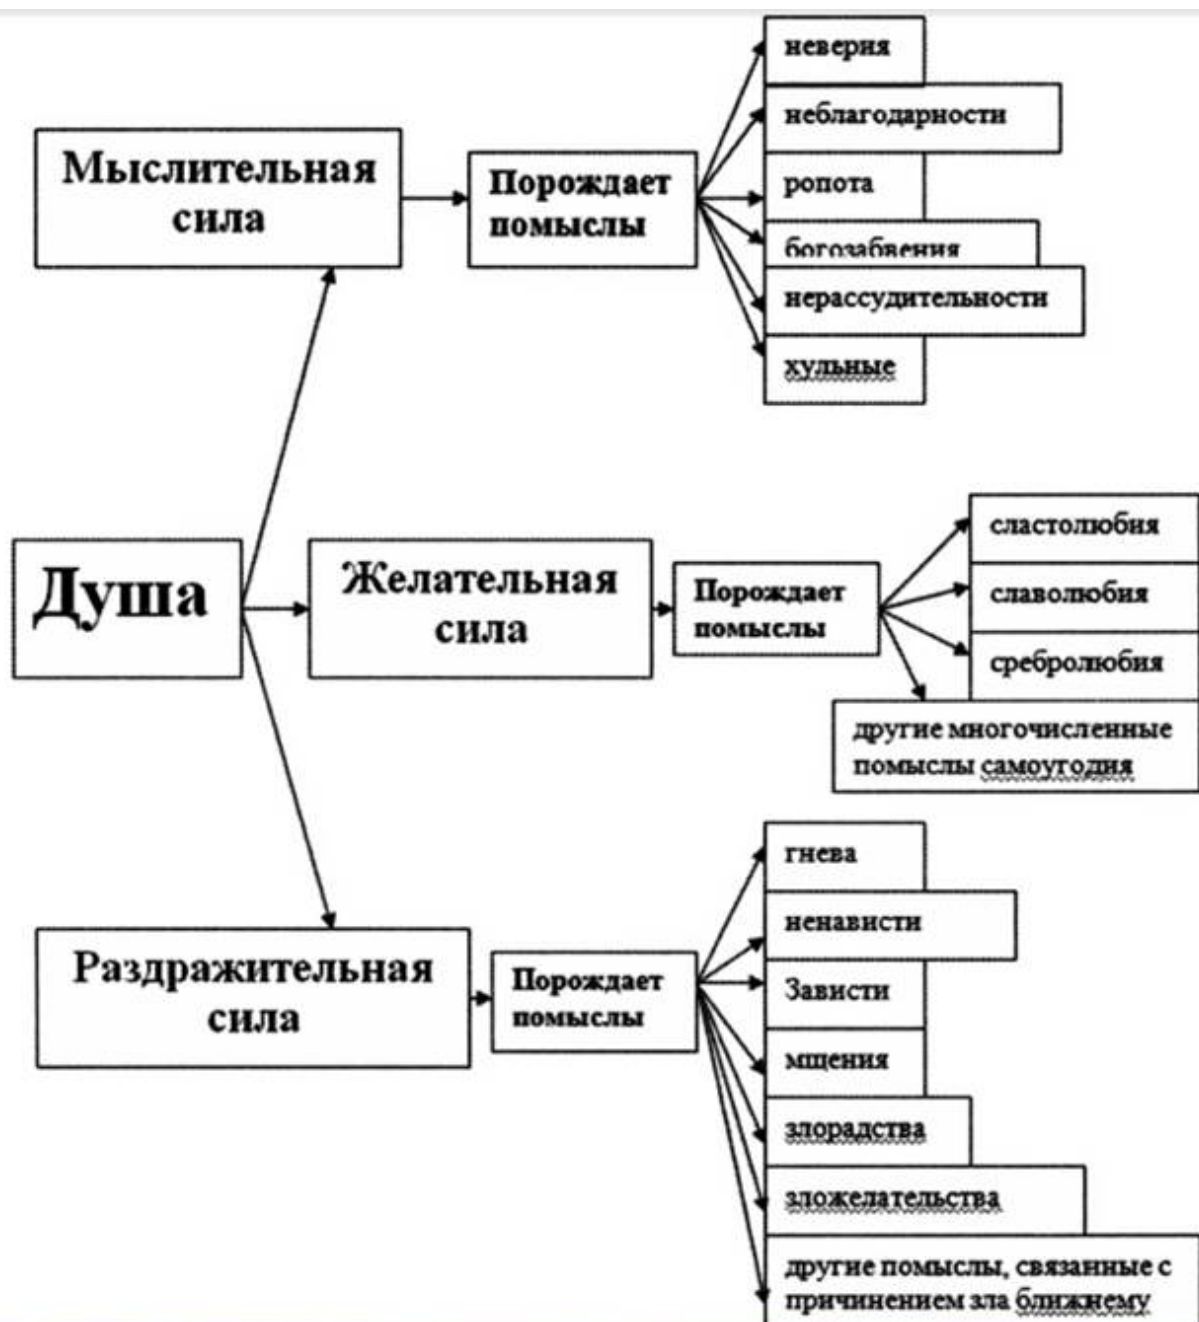 неверия
неблагодарности
Мыслительная
сила
Порождает
помыслы
ропота
богозабвения
нерассудительности
хульные
Душа
Желательная
сила
Порождает
помыслы
сластолюбия
славолюбия
сребролюбия
другие многочисленные
помыслы самоугодия
Раздражительная
сила
Порождает
помыслы
гнева
ненависти
Зависти
мщения
злорадства
зложелательства
другие помыслы, связанные с
причинением зла ближнему